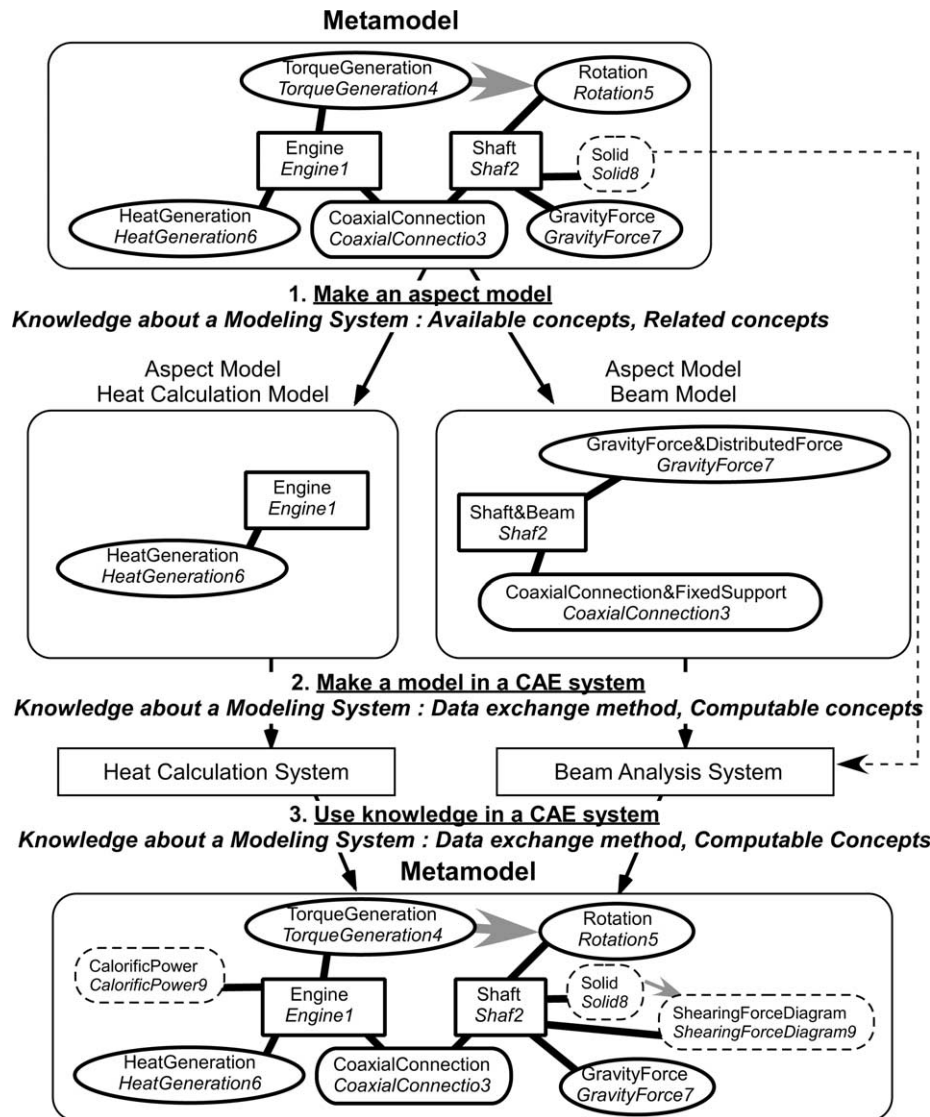 Metamodel
TorqueGeneration
TorqueGeneration4
Rotation
Rotation5
Engine
Engine1
Shaft
Shaf2
Solid
Solid8
HeatGeneration
HeatGeneration6
CoaxialConnection
CoaxialConnectio3
GravityForce
GravityForce7
1. Make an aspect model
Knowledge about a Modeling System : Available concepts, Related concepts
Aspect Model
Heat Calculation Model
Aspect Model
Beam Model
Engine
Engine1
HeatGeneration
HeatGeneration6
GravityForce&DistributedForce
GravityForce7
Shaft&Beam
Shaf2
CoaxialConnection&FixedSupport
CoaxialConnection3
2. Make a model in a CAE system
Knowledge about a Modeling System : Data exchange method, Computable concepts
Heat Calculation System
Beam Analysis System
3. Use knowledge in a CAE system
Knowledge about a Modeling System : Data exchange method, Computable Concepts
Metamodel
TorqueGeneration
TorqueGeneration4
Rotation
Rotation5
CalorificPower
CalorificPower9
Engine
Engine1
Shaft
Shaf2
Solid
Solid8
ShearingForceDiagram
ShearingForceDiagram9
HeatGeneration
HeatGeneration6
CoaxialConnection
CoaxialConnectio3
GravityForce
GravityForce7